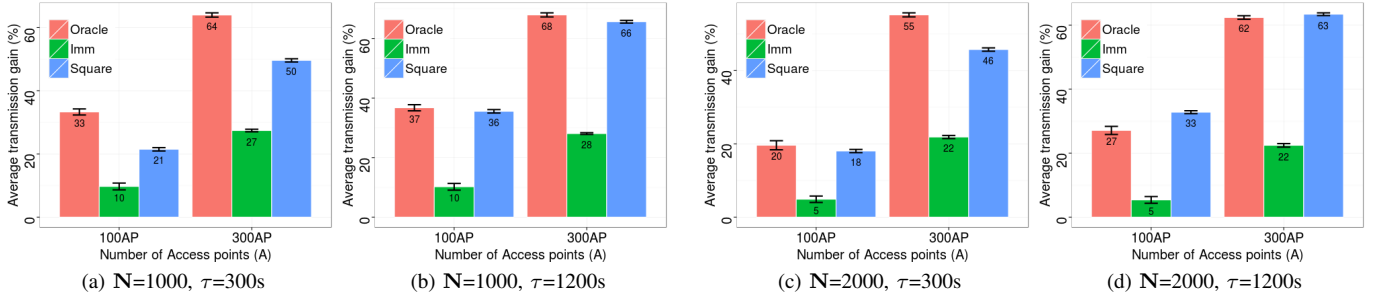 Average transmission gain (%)
0 20 40 60
Oracle
Imm
Square
33
10
21
64
27
50
100AP 300AP
Number of Access points (A)
(a) N=1000, τ=300s
Average transmission gain (%)
0 20 40 60
Oracle
Imm
Square
37
10
36
68
28
66
100AP 300AP
Number of Access points (A)
(b) N=1000, τ=1200s
Average transmission gain (%)
0 20 40
Oracle
Imm
Square
20
5
18
55
22
46
100AP 300AP
Number of Access points (A)
(c) N=2000, τ=300s
Average transmission gain (%)
0 20 40 60
Oracle
Imm
Square
27
5
33
62
22
63
100AP 300AP
Number of Access points (A)
(d) N=2000, τ=1200s